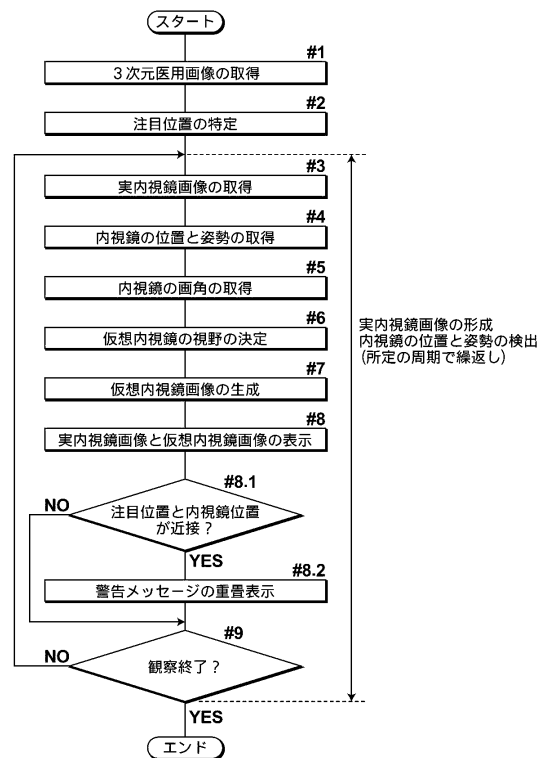 スタート
#1
３次元医用画像の取得
#2
注目位置の特定
#3
実内視鏡画像の取得
#4
内視鏡の位置と姿勢の取得
#5
内視鏡の画角の取得
#6
仮想内視鏡の視野の決定
#7
仮想内視鏡画像の生成
#8
実内視鏡画像と仮想内視鏡画像の表示
実内視鏡画像の形成
内視鏡の位置と姿勢の検出
(所定の周期で繰返し)
#8.1
注目位置と内視鏡位置
が近接？
NO
YES
#8.2
警告メッセージの重畳表示
#9
観察終了？
NO
YES
エンド